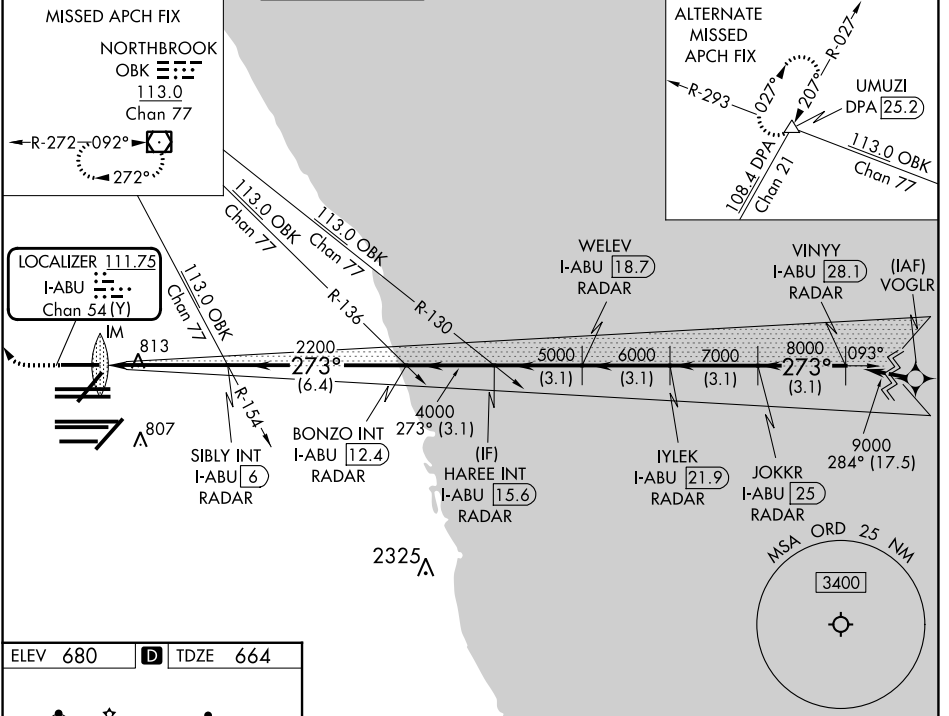 MISSED APCH FIX
NORTHBROOK
OBK
113.0
Chan 77
R-272
092°
272°
ALTERNATE
MISSED
APCH FIX
R-027
R-293
027°
207°
UMUZI
DPA 25.2
108.4 DPA
Chan 21
113.0 OBK
Chan 77
113.0 OBK
Chan 77
113.0 OBK
Chan 77
113.0 OBK
Chan 77
R-136
R-130
R-154
LOCALIZER 111.75
I-ABU
Chan 54 (Y)
IM
813
807
WELEV
I-ABU 18.7
RADAR
VINYY
I-ABU 28.1
RADAR
(IAF)
VOGLR
2200
273°
(6.4)
4000
273° (3.1)
5000
(3.1)
6000
(3.1)
7000
(3.1)
8000
273°
(3.1)
093°
9000
284° (17.5)
SIBLY INT
I-ABU 6
RADAR
BONZO INT
I-ABU 12.4
RADAR
(IF)
HAREE INT
I-ABU 15.6
RADAR
IYLEK
I-ABU 21.9
RADAR
JOKKR
I-ABU 25
RADAR
2325
MSA ORD 25 NM
3400
ELEV 680 D TDZE 664